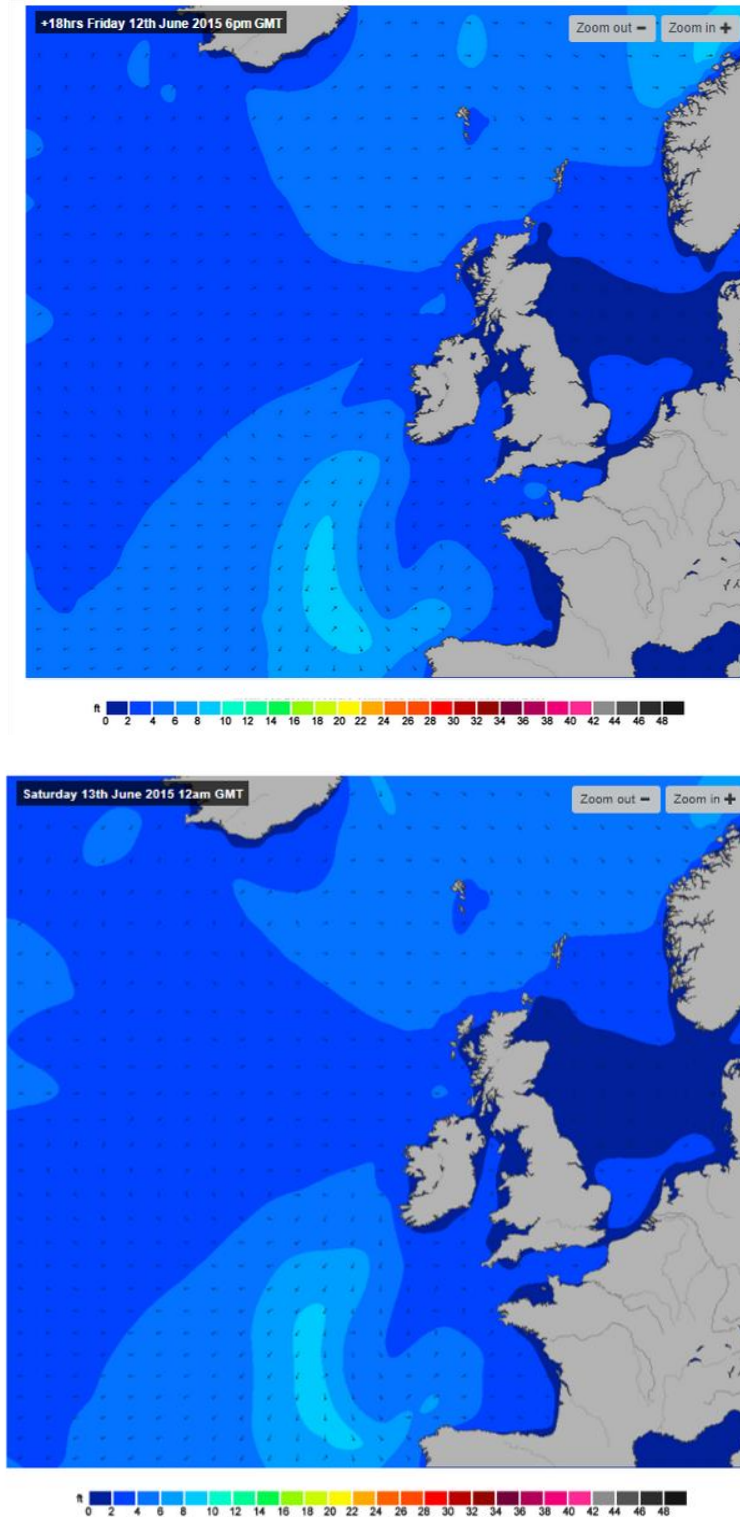 +18hrs Friday 12th June 2015 6pm GMT
Zoom out −
Zoom in +
ft
0 2 4 6 8 10 12 14 16 18 20 22 24 26 28 30 32 34 36 38 40 42 44 46 48
Saturday 13th June 2015 12am GMT
Zoom out −
Zoom in +
ft
0 2 4 6 8 10 12 14 16 18 20 22 24 26 28 30 32 34 36 38 40 42 44 46 48